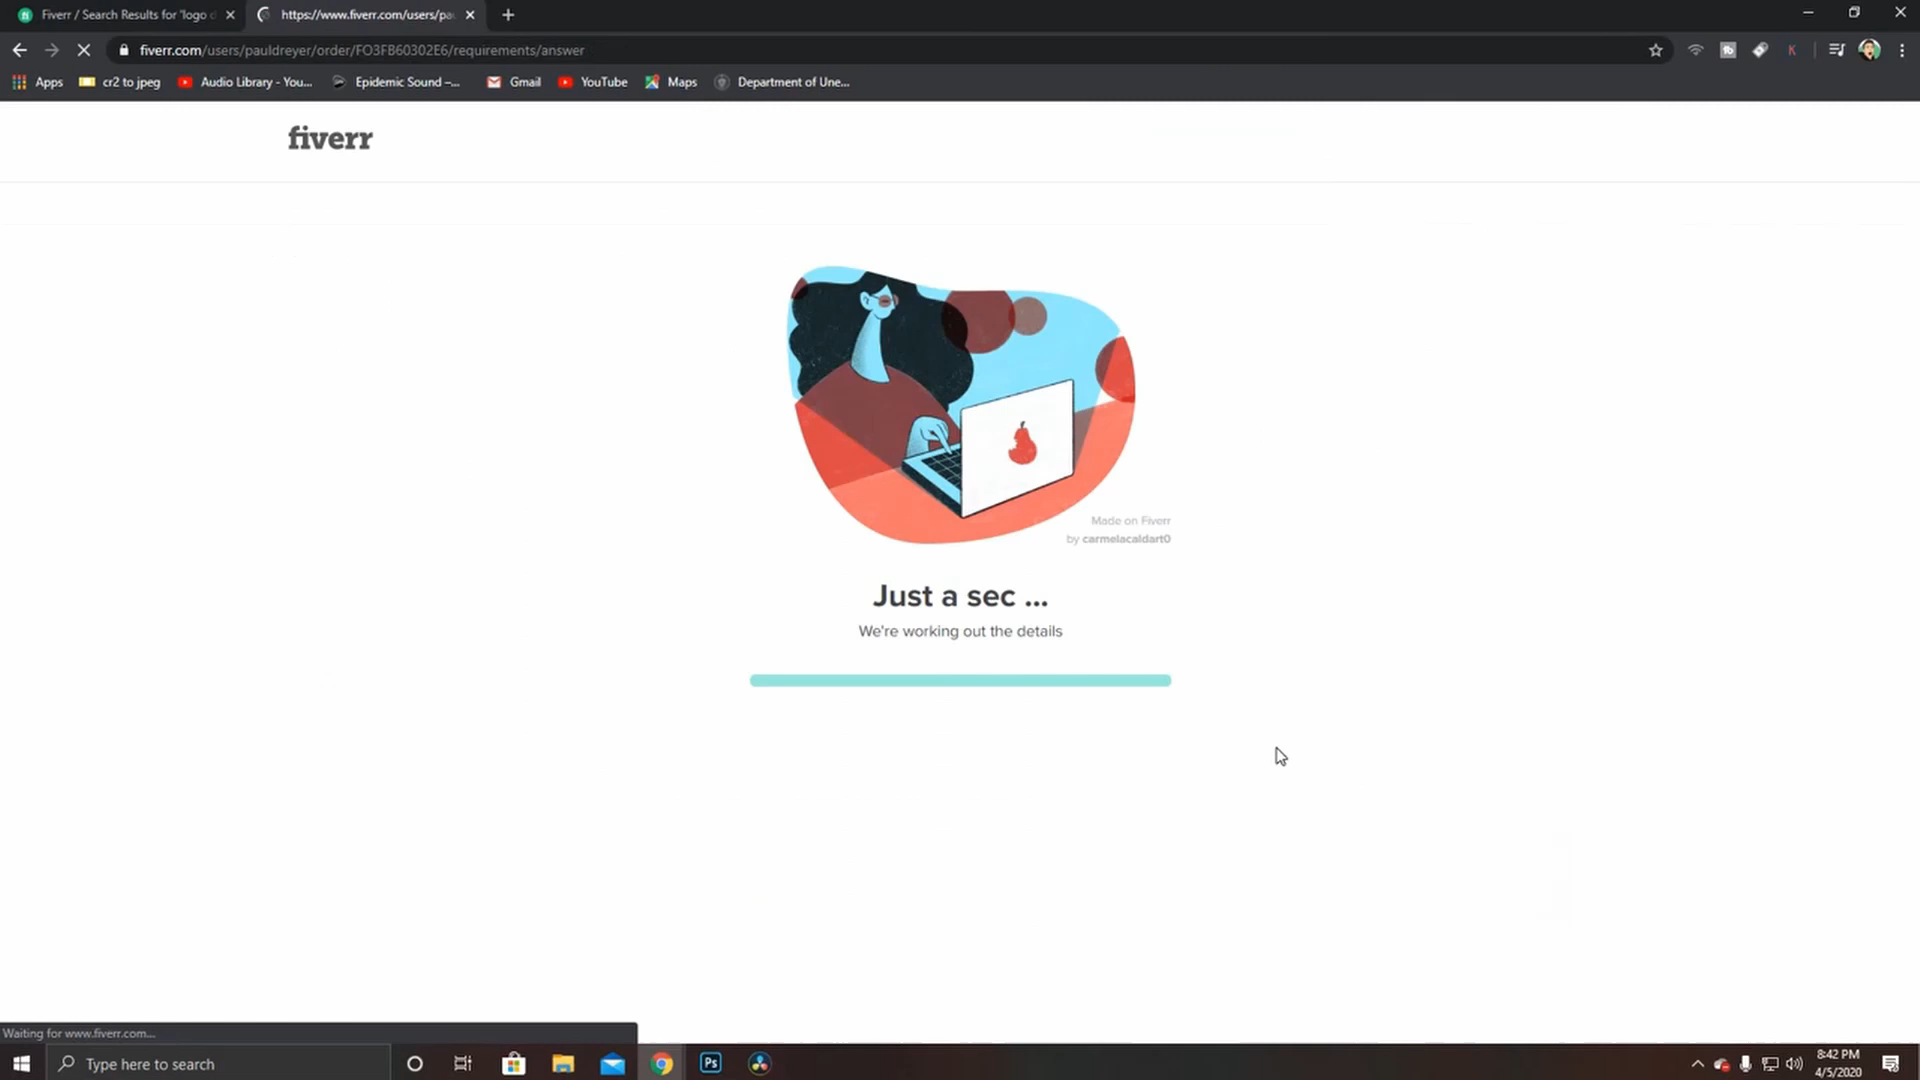 Fiverr / Search Results for 'logo d
https://www.fiverr.com/users/pau
fiverr.com/users/pauldreyer/order/FO3FB60302E6/requirements/answer
Apps
cr2 to jpeg
Audio Library - You...
Epidemic Sound –...
Gmail
YouTube
Maps
Department of Une...
fiverr
Made on Fiverr
by carmelacaldart0
Just a sec ...
We're working out the details
Waiting for www.fiverr.com...
Type here to search
Ps
8:42 PM
4/5/2020